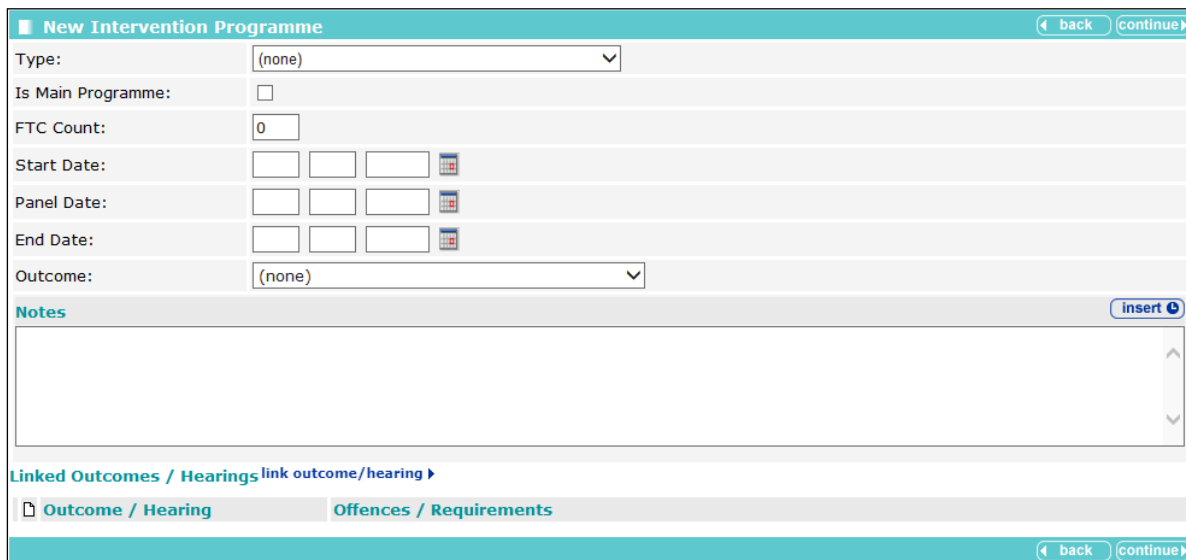 New Intervention Programme back continue
Type: (none)
Is Main Programme:
FTC Count: 0
Start Date:
Panel Date:
End Date:
Outcome: (none)
Notes insert
Linked Outcomes / Hearings link outcome/hearing
Outcome / Hearing Offences / Requirements
back continue